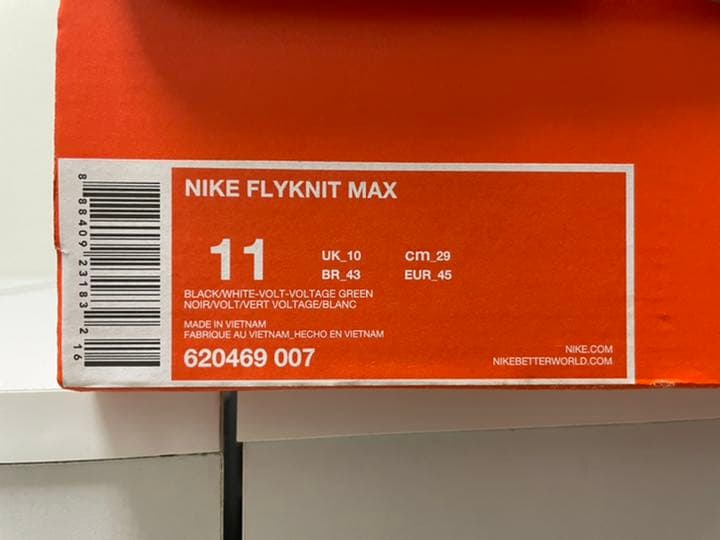 NIKE FLYKNIT MAX
11
UK_10 cm_29
BR_43 EUR_45
BLACK/WHITE-VOLT-VOLTAGE GREEN
NOIR/VOLT/VERT VOLTAGE/BLANC
MADE IN VIETNAM
FABRIQUE AU VIETNAM_HECHO EN VIETNAM
620469 007
NIKE.COM
NIKEBETTERWORLD.COM
8 88409 23183 2 16